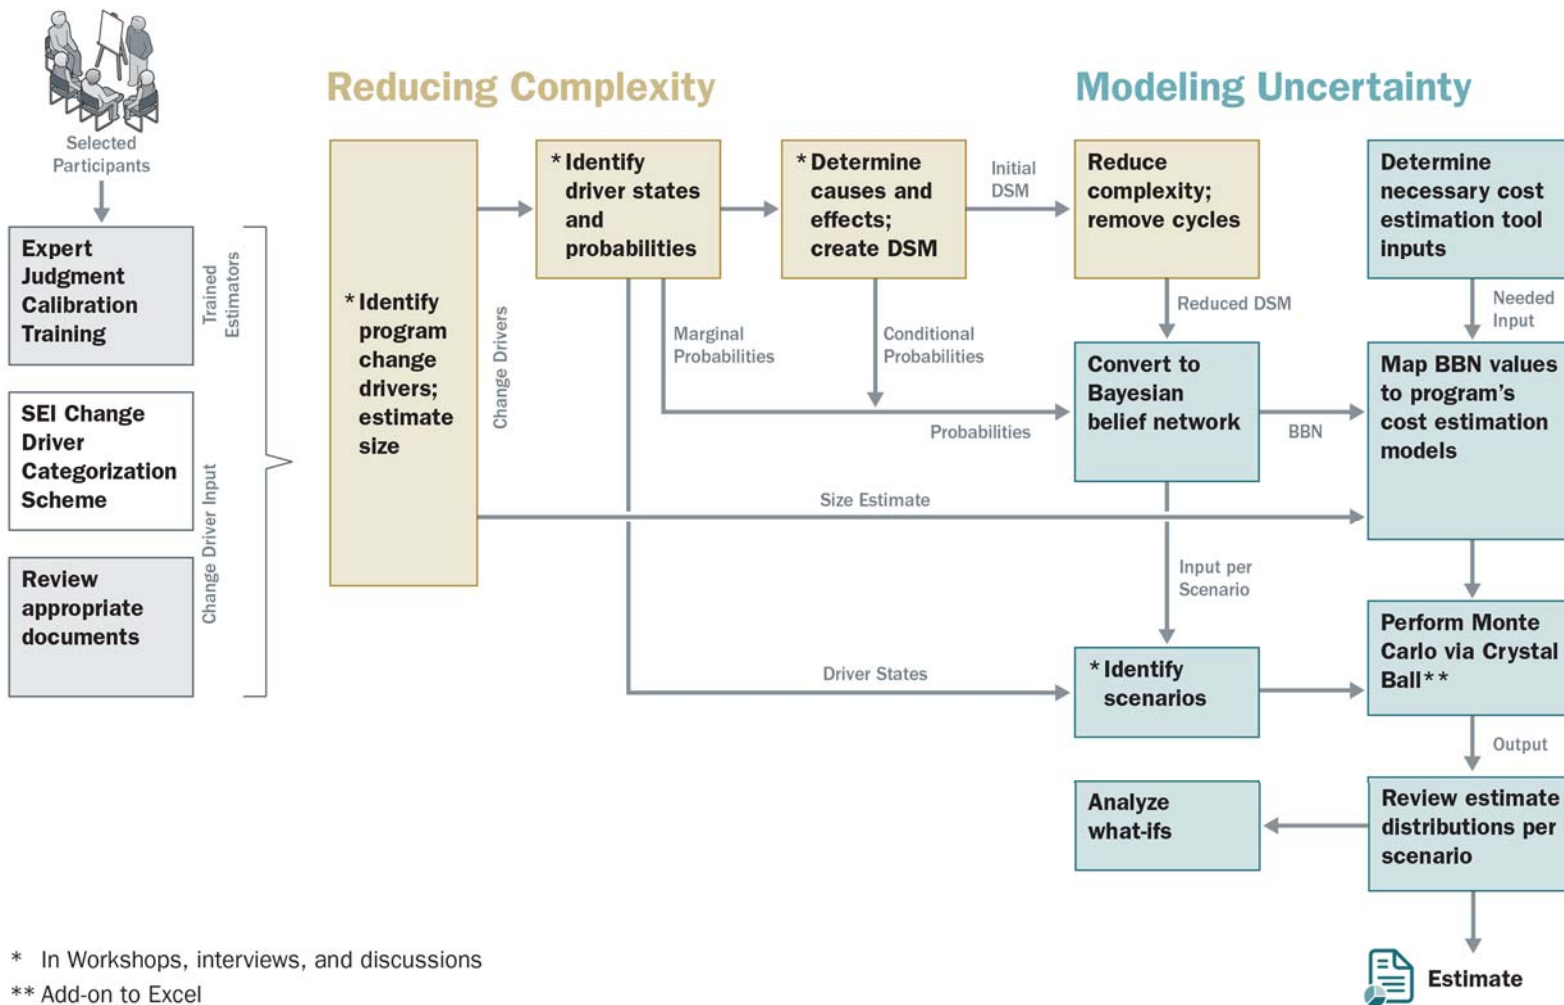 Selected
Participants
Expert
Judgment
Calibration
Training
Trained
Estimators
SEI Change
Driver
Categorization
Scheme
Review
appropriate
documents
Change Driver Input
Reducing Complexity
* Identify
program
change
drivers;
estimate
size
Change Drivers
* Identify
driver states
and
probabilities
* Determine
causes and
effects;
create DSM
Initial
DSM
Reduce
complexity;
remove cycles
Marginal
Probabilities
Conditional
Probabilities
Probabilities
Size Estimate
Driver States
Modeling Uncertainty
Determine
necessary cost
estimation tool
inputs
Reduced DSM
Needed
Input
Convert to
Bayesian
belief network
BBN
Map BBN values
to program’s
cost estimation
models
Input per
Scenario
* Identify
scenarios
Perform Monte
Carlo via Crystal
Ball**
Output
Analyze
what-ifs
Review estimate
distributions per
scenario
Estimate
* In Workshops, interviews, and discussions
** Add-on to Excel